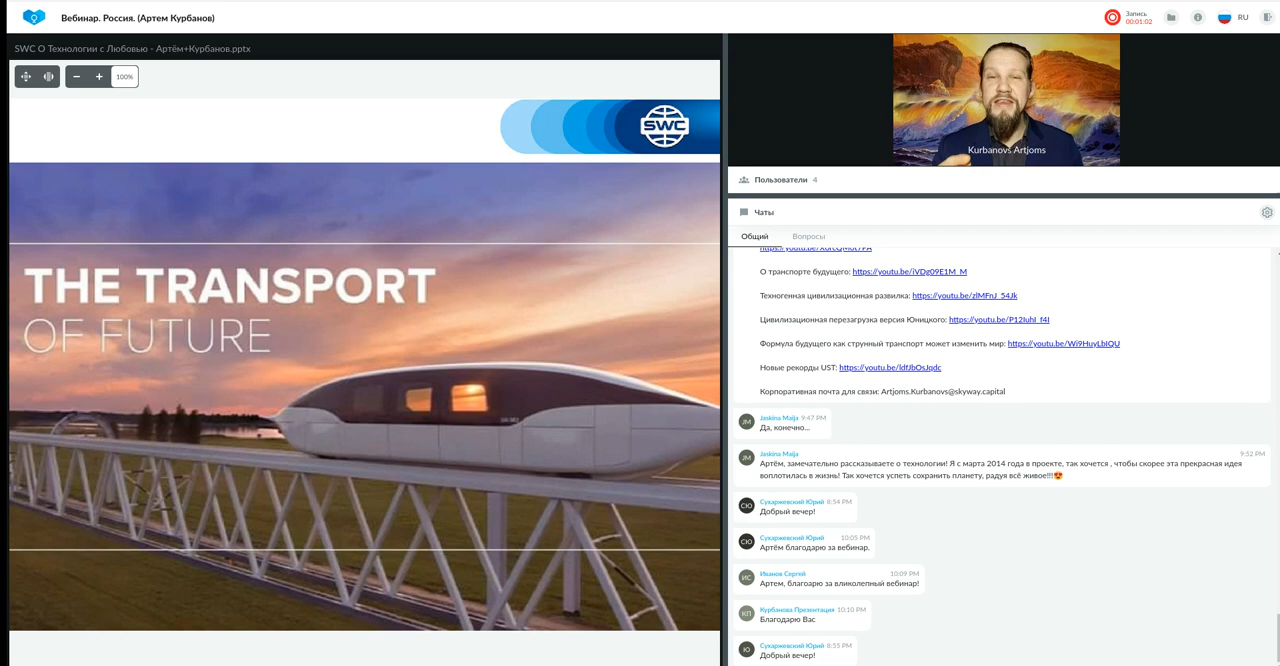 Вебинар. Россия. (Артем Курбанов)
Запись
00:01:02
RU
SWC О Технологии с Любовью - Артём+Курбанов.pptx
100%
SWC
THE TRANSPORT
OF FUTURE
Kurbanovs Artjoms
Пользователи 4
Чаты
Общий Вопросы
О транспорте будущего: https://youtu.be/iVDg09E1M_M
Техногенная цивилизационная развилка: https://youtu.be/zlMFnJ_54Jk
Цивилизационная перезагрузка версия Юницкого: https://youtu.be/P12IuhI_f4I
Формула будущего как струнный транспорт может изменить мир: https://youtu.be/Wi9HuyLbIQU
Новые рекорды UST: https://youtu.be/ldfJbOsJqdc
Корпоративная почта для связи: Artjoms.Kurbanovs@skyway.capital
JM
Jaskina Maija 9:47 PM
Да, конечно...
JM
Jaskina Maija 9:52 PM
Артём, замечательно рассказываете о технологии! Я с марта 2014 года в проекте, так хочется , чтобы скорее эта прекрасная идея
воплотилась в жизнь! Так хочется успеть сохранить планету, радуя всё живое!!!😍
СЮ
Сухаржевский Юрий 8:54 PM
Добрый вечер!
СЮ
Сухаржевский Юрий 10:05 PM
Артём благодарю за вебинар.
ИС
Иванов Сергей 10:09 PM
Артем, благоарю за вликолепный вебинар!
КП
Курбанова Презентация 10:10 PM
Благодарю Вас
Ю
Сухаржевский Юрий 8:55 PM
Добрый вечер!